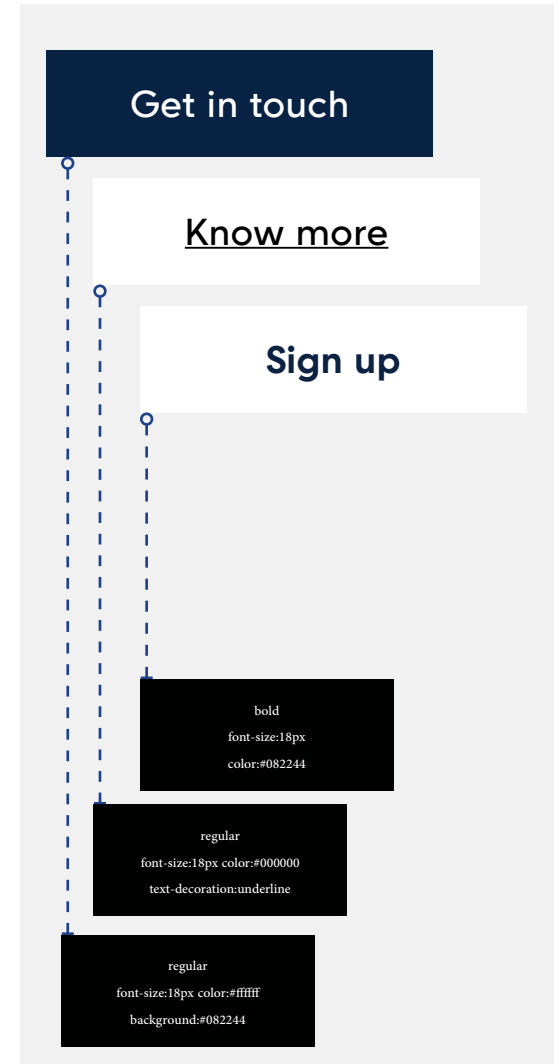 Get in touch
Know more
Sign up
bold
font-size:18px
color:#082244
regular
font-size:18px color:#000000
text-decoration:underline
regular
font-size:18px color:#ffffff
background:#082244